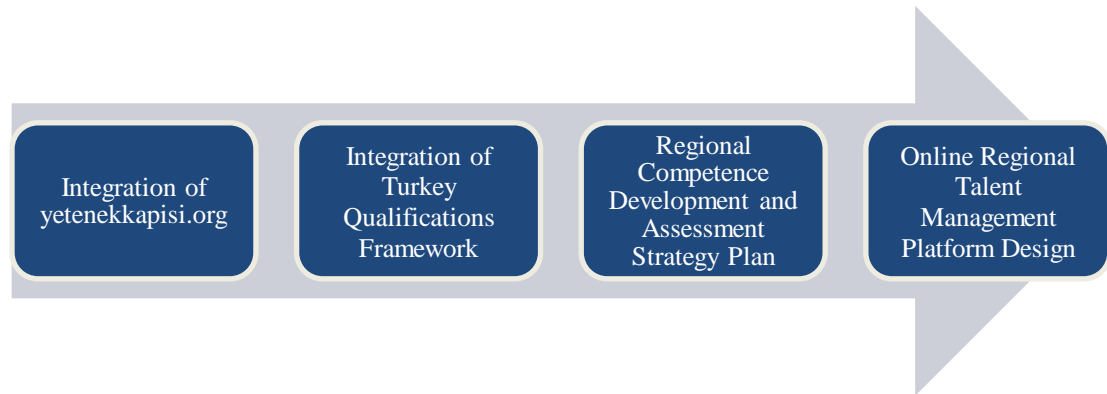 Integration of
yetenekkapisi.org
Integration of
Turkey
Qualifications
Framework
Regional
Competence
Development and
Assessment
Strategy Plan
Online Regional
Talent
Management
Platform Design